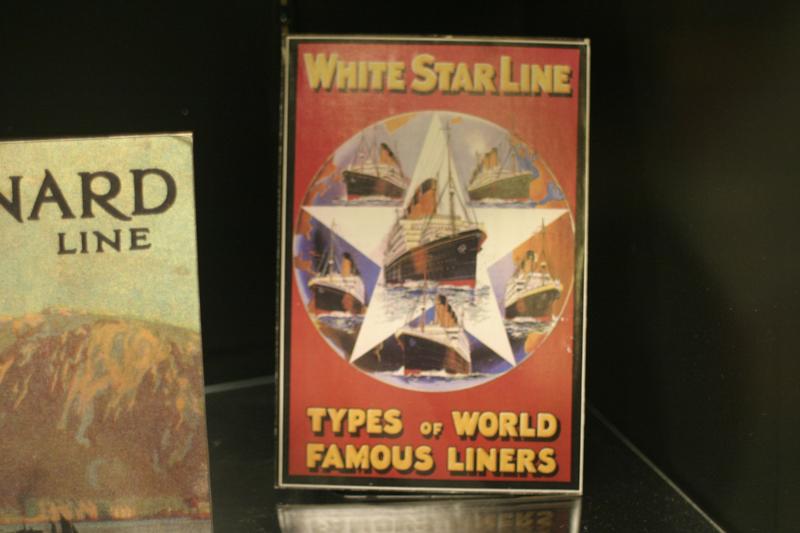 NARD
LINE
WHITE STAR LINE
TYPES OF WORLD
FAMOUS LINERS